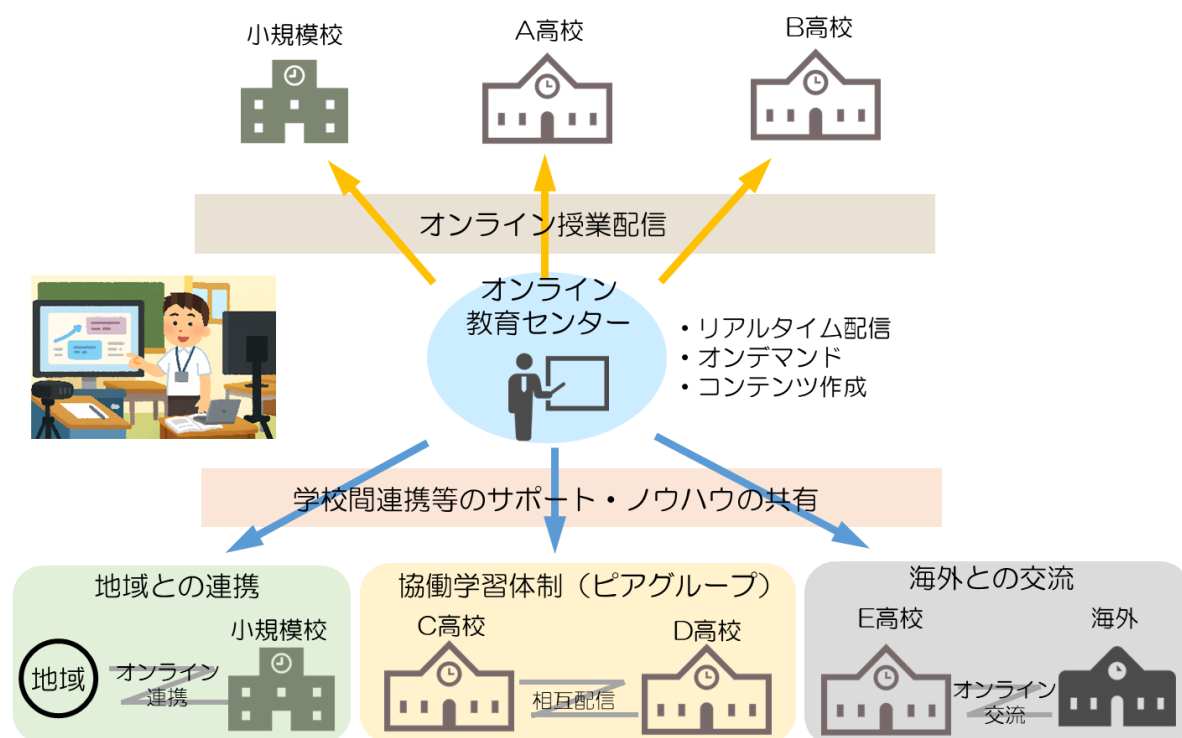 小規模校
A高校
B高校
オンライン授業配信
オンライン
教育センター
・リアルタイム配信
・オンデマンド
・コンテンツ作成
学校間連携等のサポート・ノウハウの共有
地域との連携
小規模校
地域
オンライン
連携
協働学習体制（ピアグループ）
C高校
D高校
相互配信
海外との交流
E高校
海外
オンライン
交流